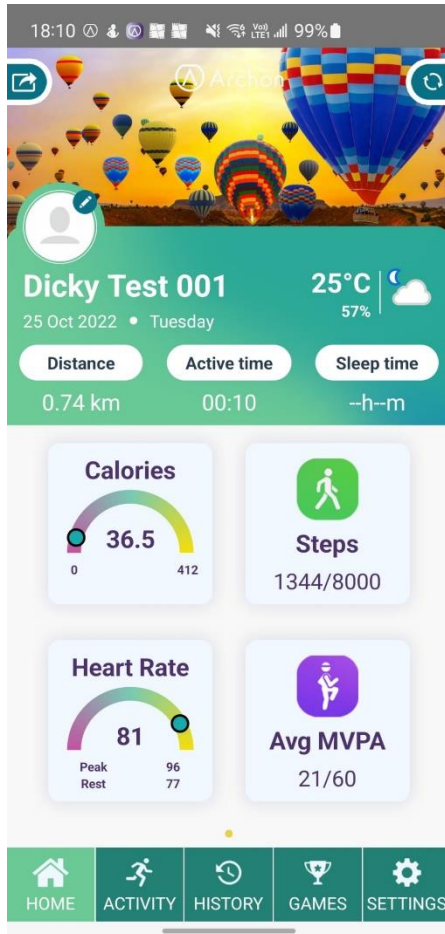 18:10 Vo)) LTE1 99%
Archon
Dicky Test 001
25°C
57%
25 Oct 2022 • Tuesday
Distance Active time Sleep time
0.74 km 00:10 --h--m
Calories
36.5
0 412
Steps
1344/8000
Heart Rate
81
Peak 96
Rest 77
Avg MVPA
21/60
HOME ACTIVITY HISTORY GAMES SETTINGS